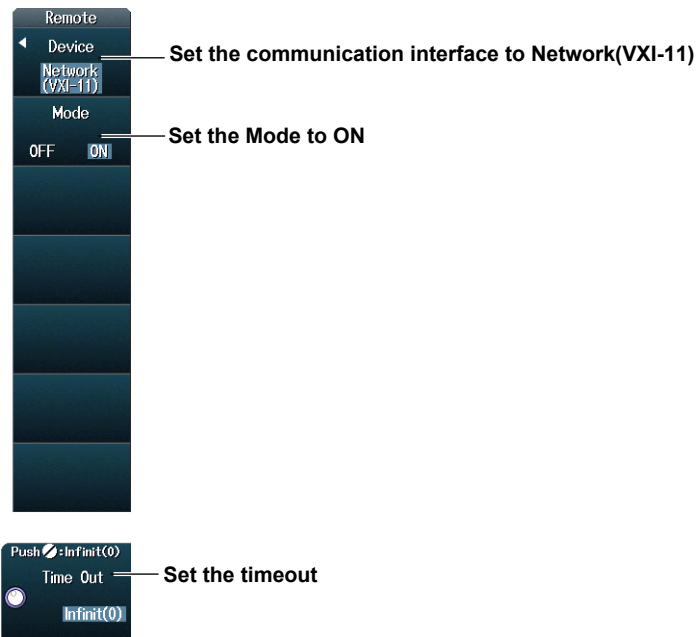 Remote
Device
Network
(VXI-11)
Set the communication interface to Network(VXI-11)
Mode
OFF ON
Set the Mode to ON
Push :Infinit(0)
Time Out
Set the timeout
Infinit(0)